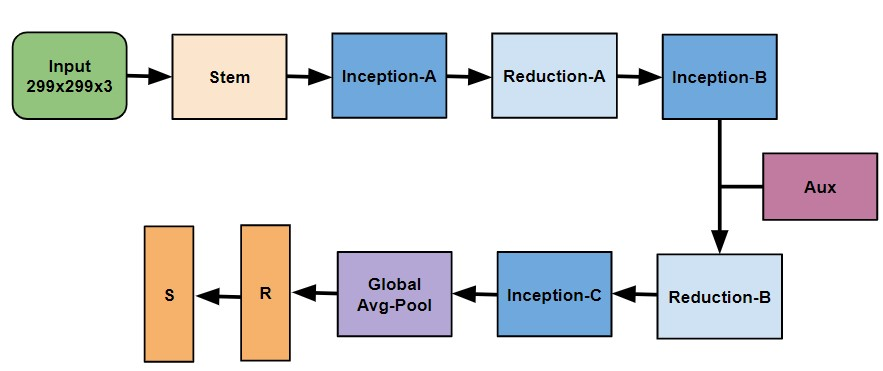 Input
299x299x3
Stem
Inception-A
Reduction-A
Inception-B
Aux
Reduction-B
Inception-C
Global
Avg-Pool
R
S